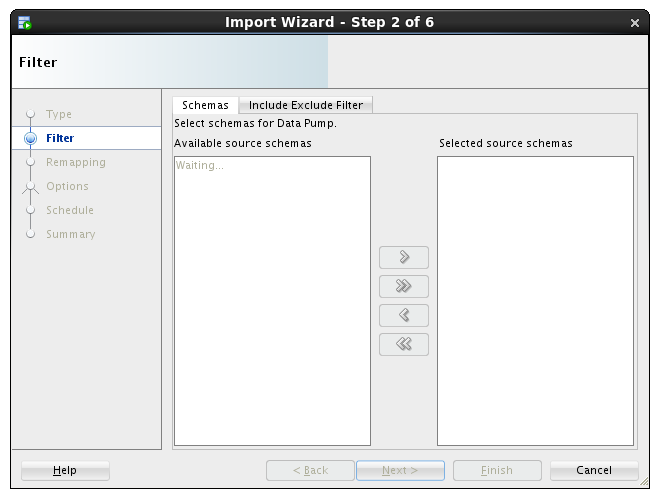 Import Wizard - Step 2 of 6
Filter
Type
Filter
Remapping
Options
Schedule
Summary
Schemas
Include Exclude Filter
Select schemas for Data Pump.
Available source schemas
Selected source schemas
Waiting...
Help
< Back
Next >
Finish
Cancel